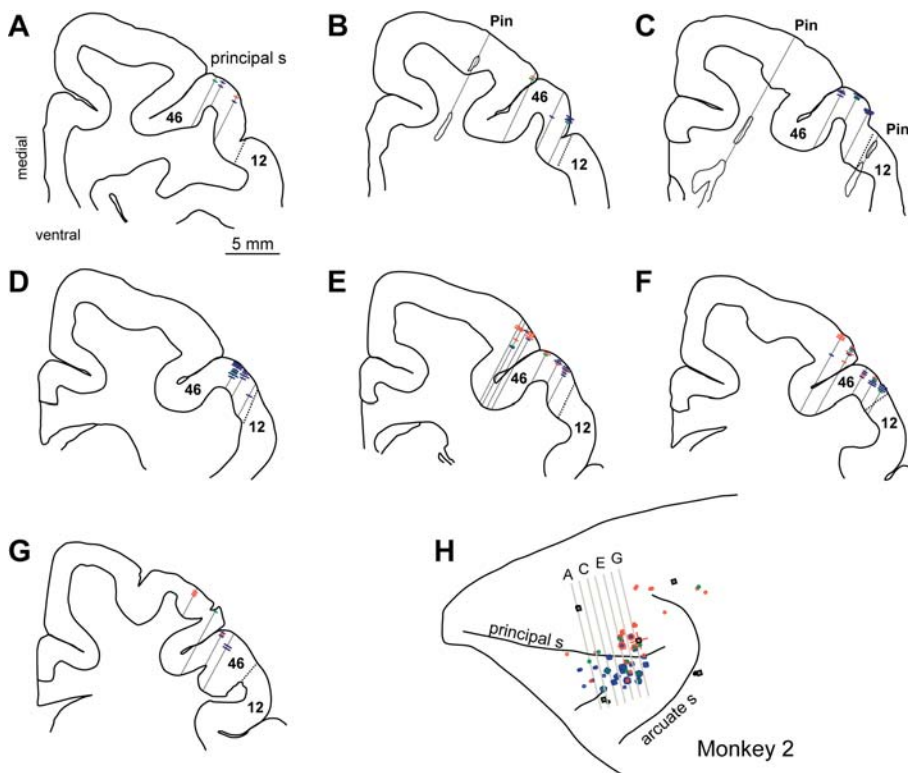 A
principal s
46
12
medial
ventral
5 mm
B
Pin
46
12
C
Pin
Pin
46
12
D
46
12
E
46
12
F
46
12
G
46
12
H
A C E G
principal s
arcuate s
Monkey 2